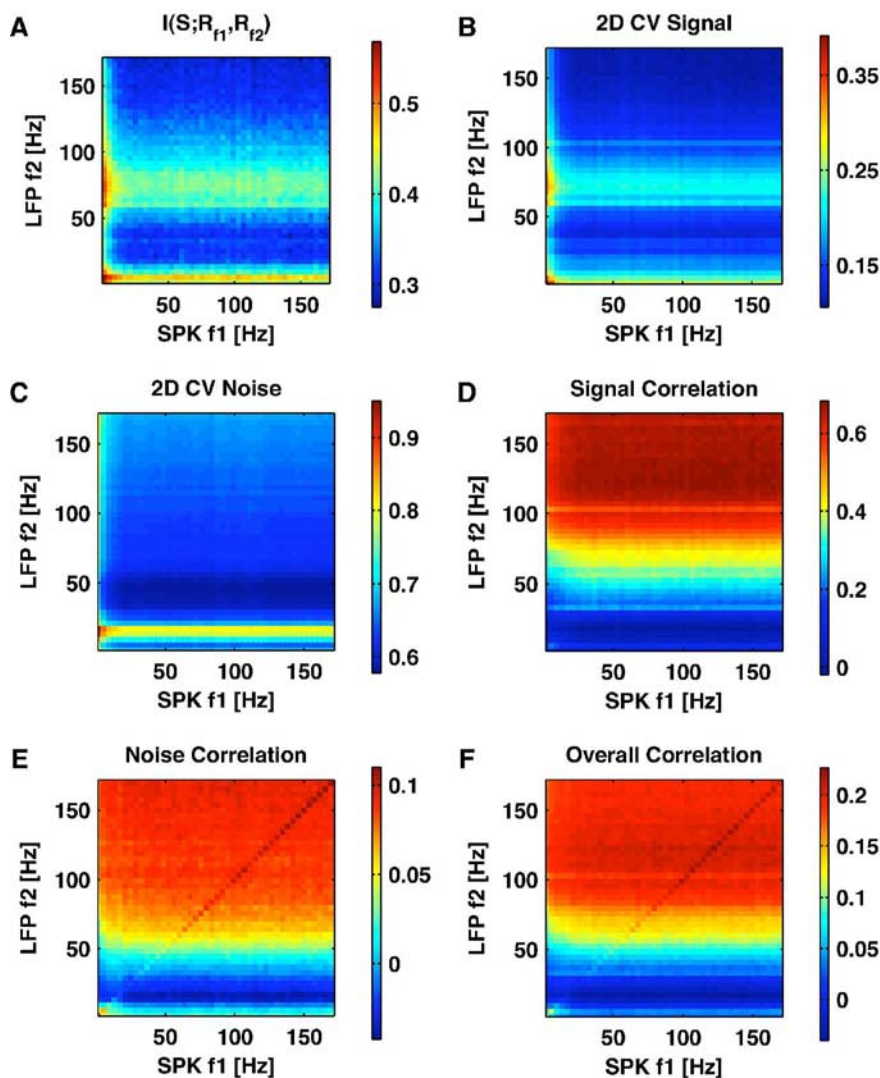 A
I(S;R_f1,R_f2)
LFP f2 [Hz]
150
100
50
50 100 150
SPK f1 [Hz]
0.5
0.4
0.3
B
2D CV Signal
LFP f2 [Hz]
150
100
50
50 100 150
SPK f1 [Hz]
0.35
0.25
0.15
C
2D CV Noise
LFP f2 [Hz]
150
100
50
50 100 150
SPK f1 [Hz]
0.9
0.8
0.7
0.6
D
Signal Correlation
LFP f2 [Hz]
150
100
50
50 100 150
SPK f1 [Hz]
0.6
0.4
0.2
0
E
Noise Correlation
LFP f2 [Hz]
150
100
50
50 100 150
SPK f1 [Hz]
0.1
0.05
0
F
Overall Correlation
LFP f2 [Hz]
150
100
50
50 100 150
SPK f1 [Hz]
0.2
0.15
0.1
0.05
0